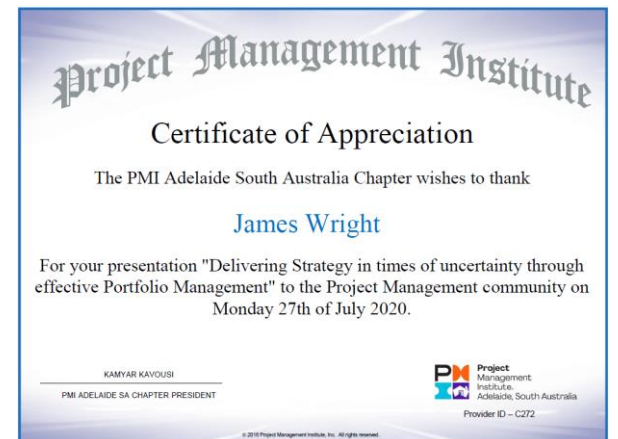 Project Management Institute
Certificate of Appreciation
The PMI Adelaide South Australia Chapter wishes to thank
James Wright
For your presentation "Delivering Strategy in times of uncertainty through
effective Portfolio Management" to the Project Management community on
Monday 27th of July 2020.
KAMYAR KAVOUSI
PMI ADELAIDE SA CHAPTER PRESIDENT
Project
Management
Institute.
Adelaide, South Australia
Provider ID – C272
© 2016 Project Management Institute, Inc. All rights reserved.